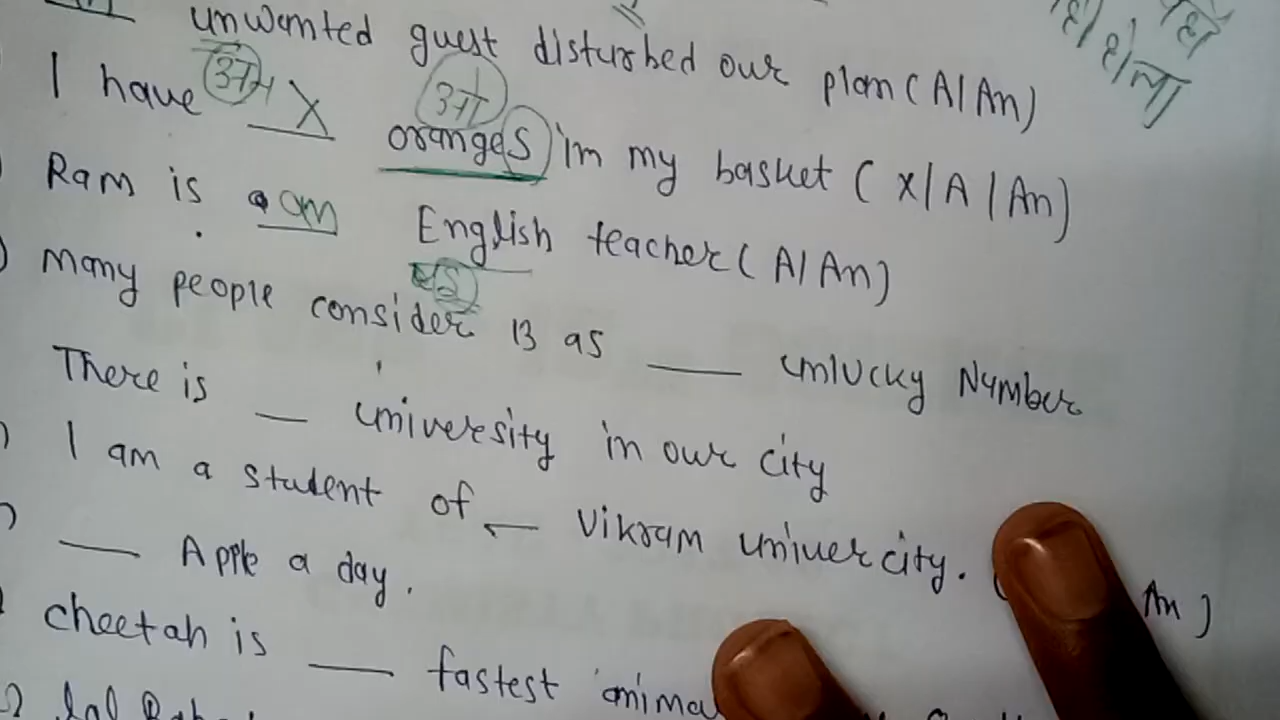 unwanted guest disturbed our plan (A/An)
I have X oranges in my basket (X/A/An)
Ram is an English teacher (A/An)
Many people consider 13 as ___ unlucky Number
There is ___ university in our city
I am a student of ___ Vikram univercity. An)
___ Apple a day.
cheetah is ___ fastest